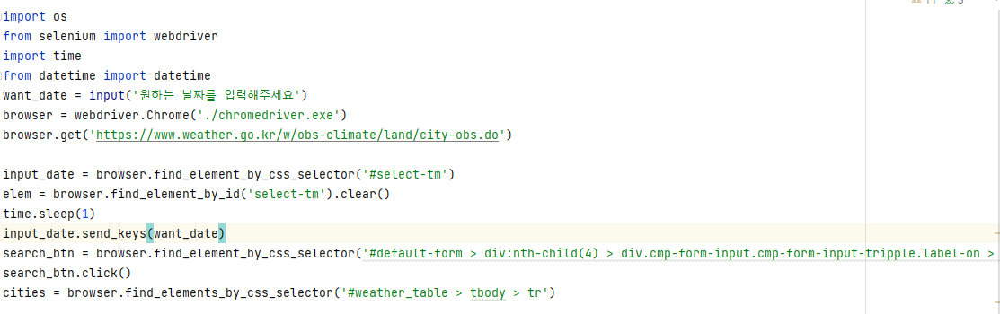 import os
from selenium import webdriver
import time
from datetime import datetime
want_date = input('원하는 날짜를 입력해주세요')
browser = webdriver.Chrome('./chromedriver.exe')
browser.get('https://www.weather.go.kr/w/obs-climate/land/city-obs.do')
input_date = browser.find_element_by_css_selector('#select-tm')
elem = browser.find_element_by_id('select-tm').clear()
time.sleep(1)
input_date.send_keys(want_date)
search_btn = browser.find_element_by_css_selector('#default-form > div:nth-child(4) > div.cmp-form-input.cmp-form-input-tripple.label-on >
search_btn.click()
cities = browser.find_elements_by_css_selector('#weather_table > tbody > tr')